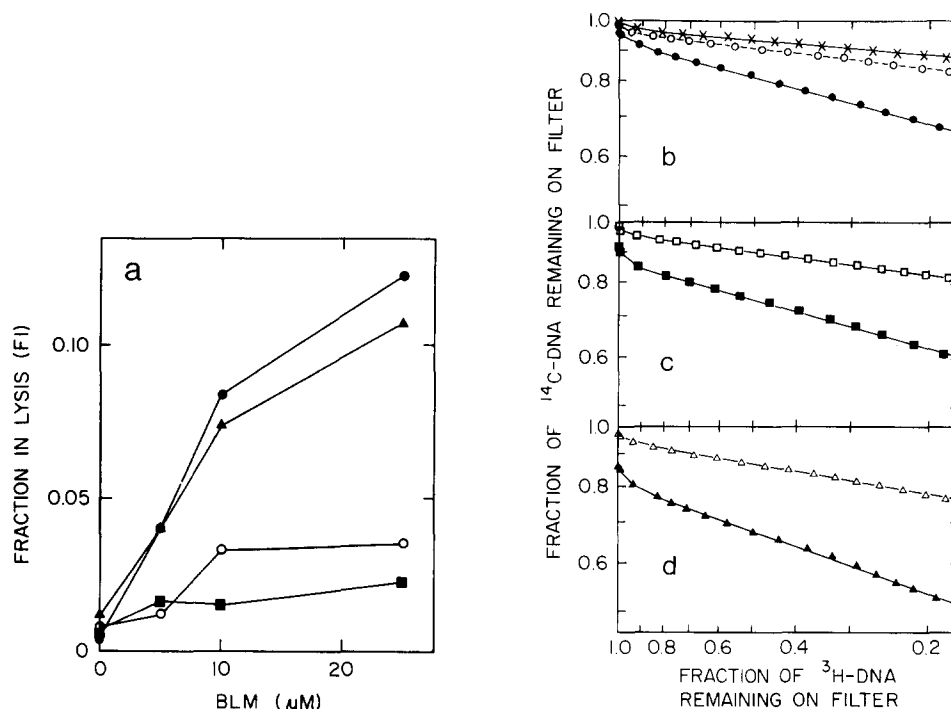 a
FRACTION IN LYSIS (FI)
0.10
0.05
0
0 10 20
BLM (μM)
FRACTION OF ¹⁴C-DNA REMAINING ON FILTER
1.0
0.8
0.6
b
1.0
0.8
0.6
c
1.0
0.8
0.6
d
1.0 0.8 0.6 0.4 0.2
FRACTION OF ³H-DNA
REMAINING ON FILTER